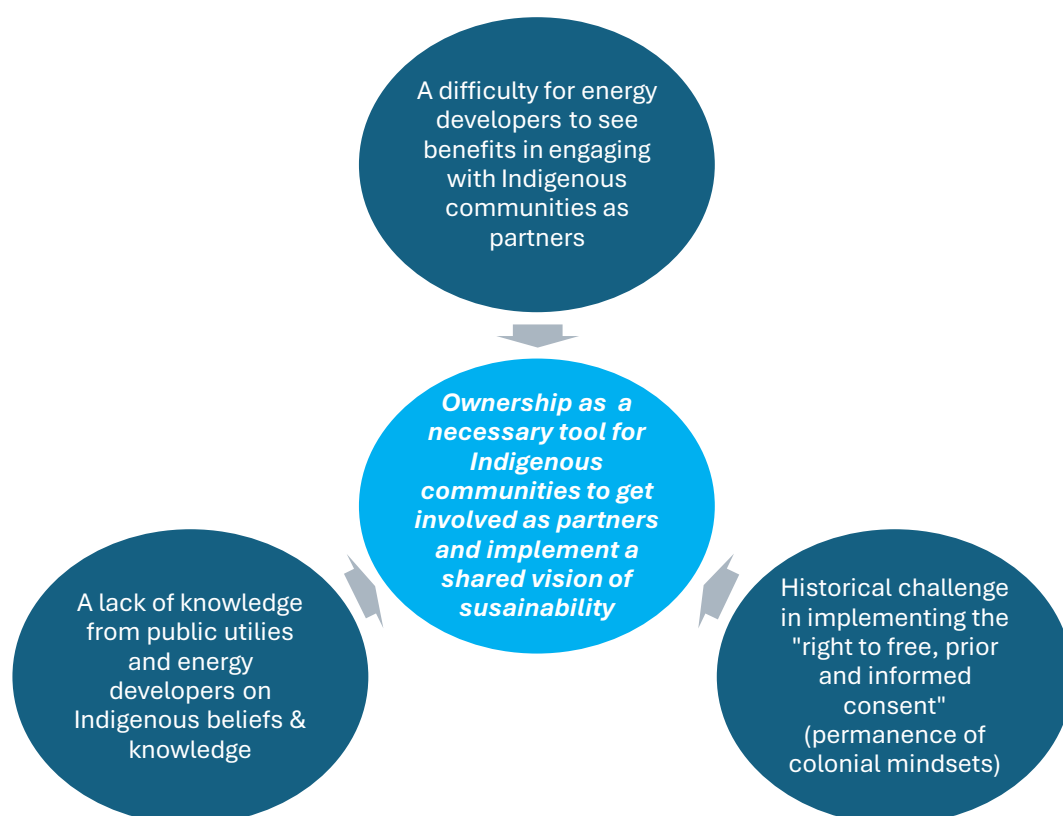 A difficulty for energy
developers to see
benefits in engaging
with Indigenous
communities as
partners
Ownership as  a
necessary tool for
Indigenous
communities to get
involved as partners
and implement a
shared vision of
susainability
A lack of knowledge
from public utilies
and energy
developers on
Indigenous beliefs &
knowledge
Historical challenge
in implementing the
"right to free, prior
and informed
consent"
(permanence of
colonial mindsets)